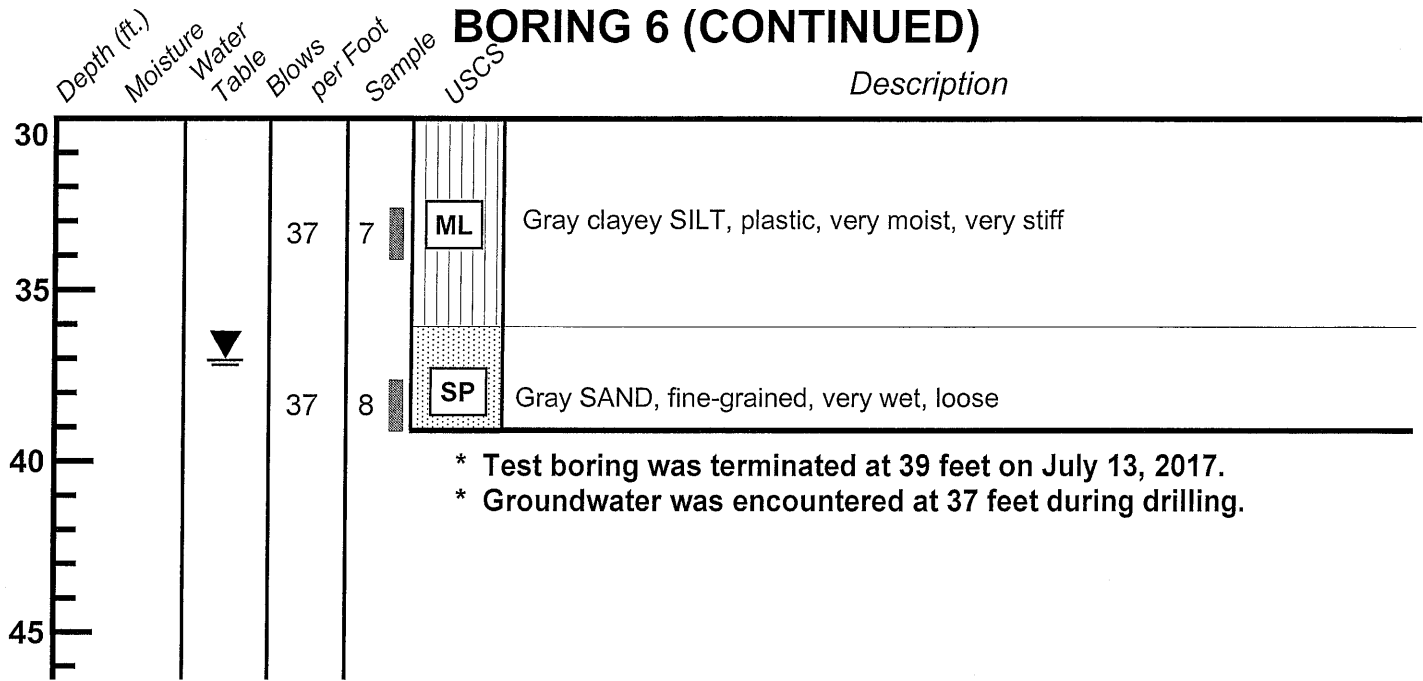 BORING 6 (CONTINUED)
Depth (ft.)
Moisture
Water
Table
Blows
per Foot
Sample
USCS
Description
30
37 7 ML Gray clayey SILT, plastic, very moist, very stiff
35
37 8 SP Gray SAND, fine-grained, very wet, loose
40
* Test boring was terminated at 39 feet on July 13, 2017.
* Groundwater was encountered at 37 feet during drilling.
45